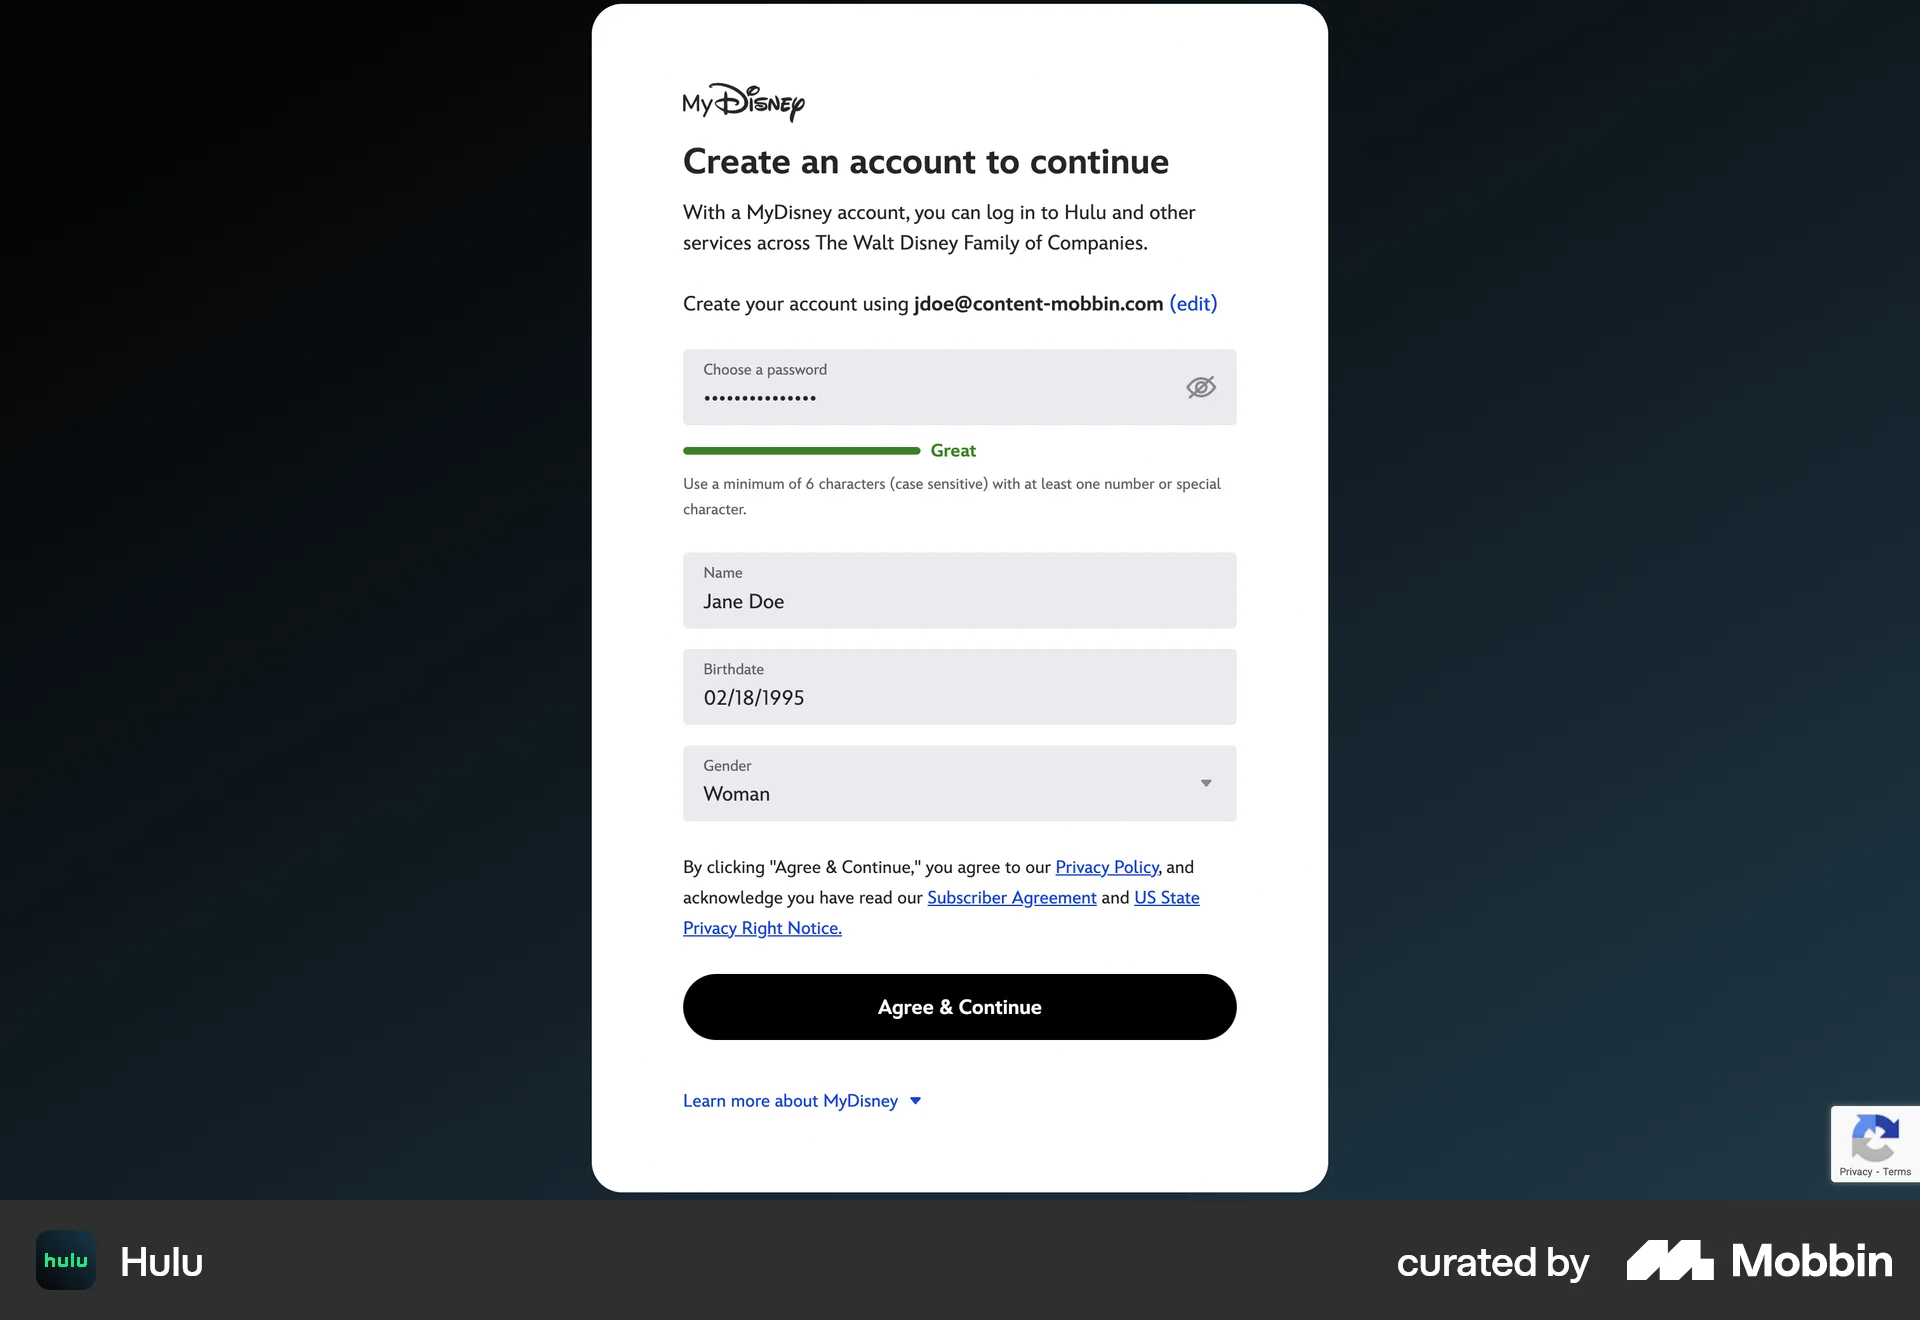 My Disney
Create an account to continue
With a MyDisney account, you can log in to Hulu and other
services across The Walt Disney Family of Companies.
Create your account using jdoe@content-mobbin.com (edit)
Choose a password
•••••••••••••••
Great
Use a minimum of 6 characters (case sensitive) with at least one number or special
character.
Name
Jane Doe
Birthdate
02/18/1995
Gender
Woman
By clicking "Agree & Continue," you agree to our Privacy Policy, and
acknowledge you have read our Subscriber Agreement and US State
Privacy Right Notice.
Agree & Continue
Learn more about MyDisney
Privacy - Terms
hulu Hulu
curated by Mobbin